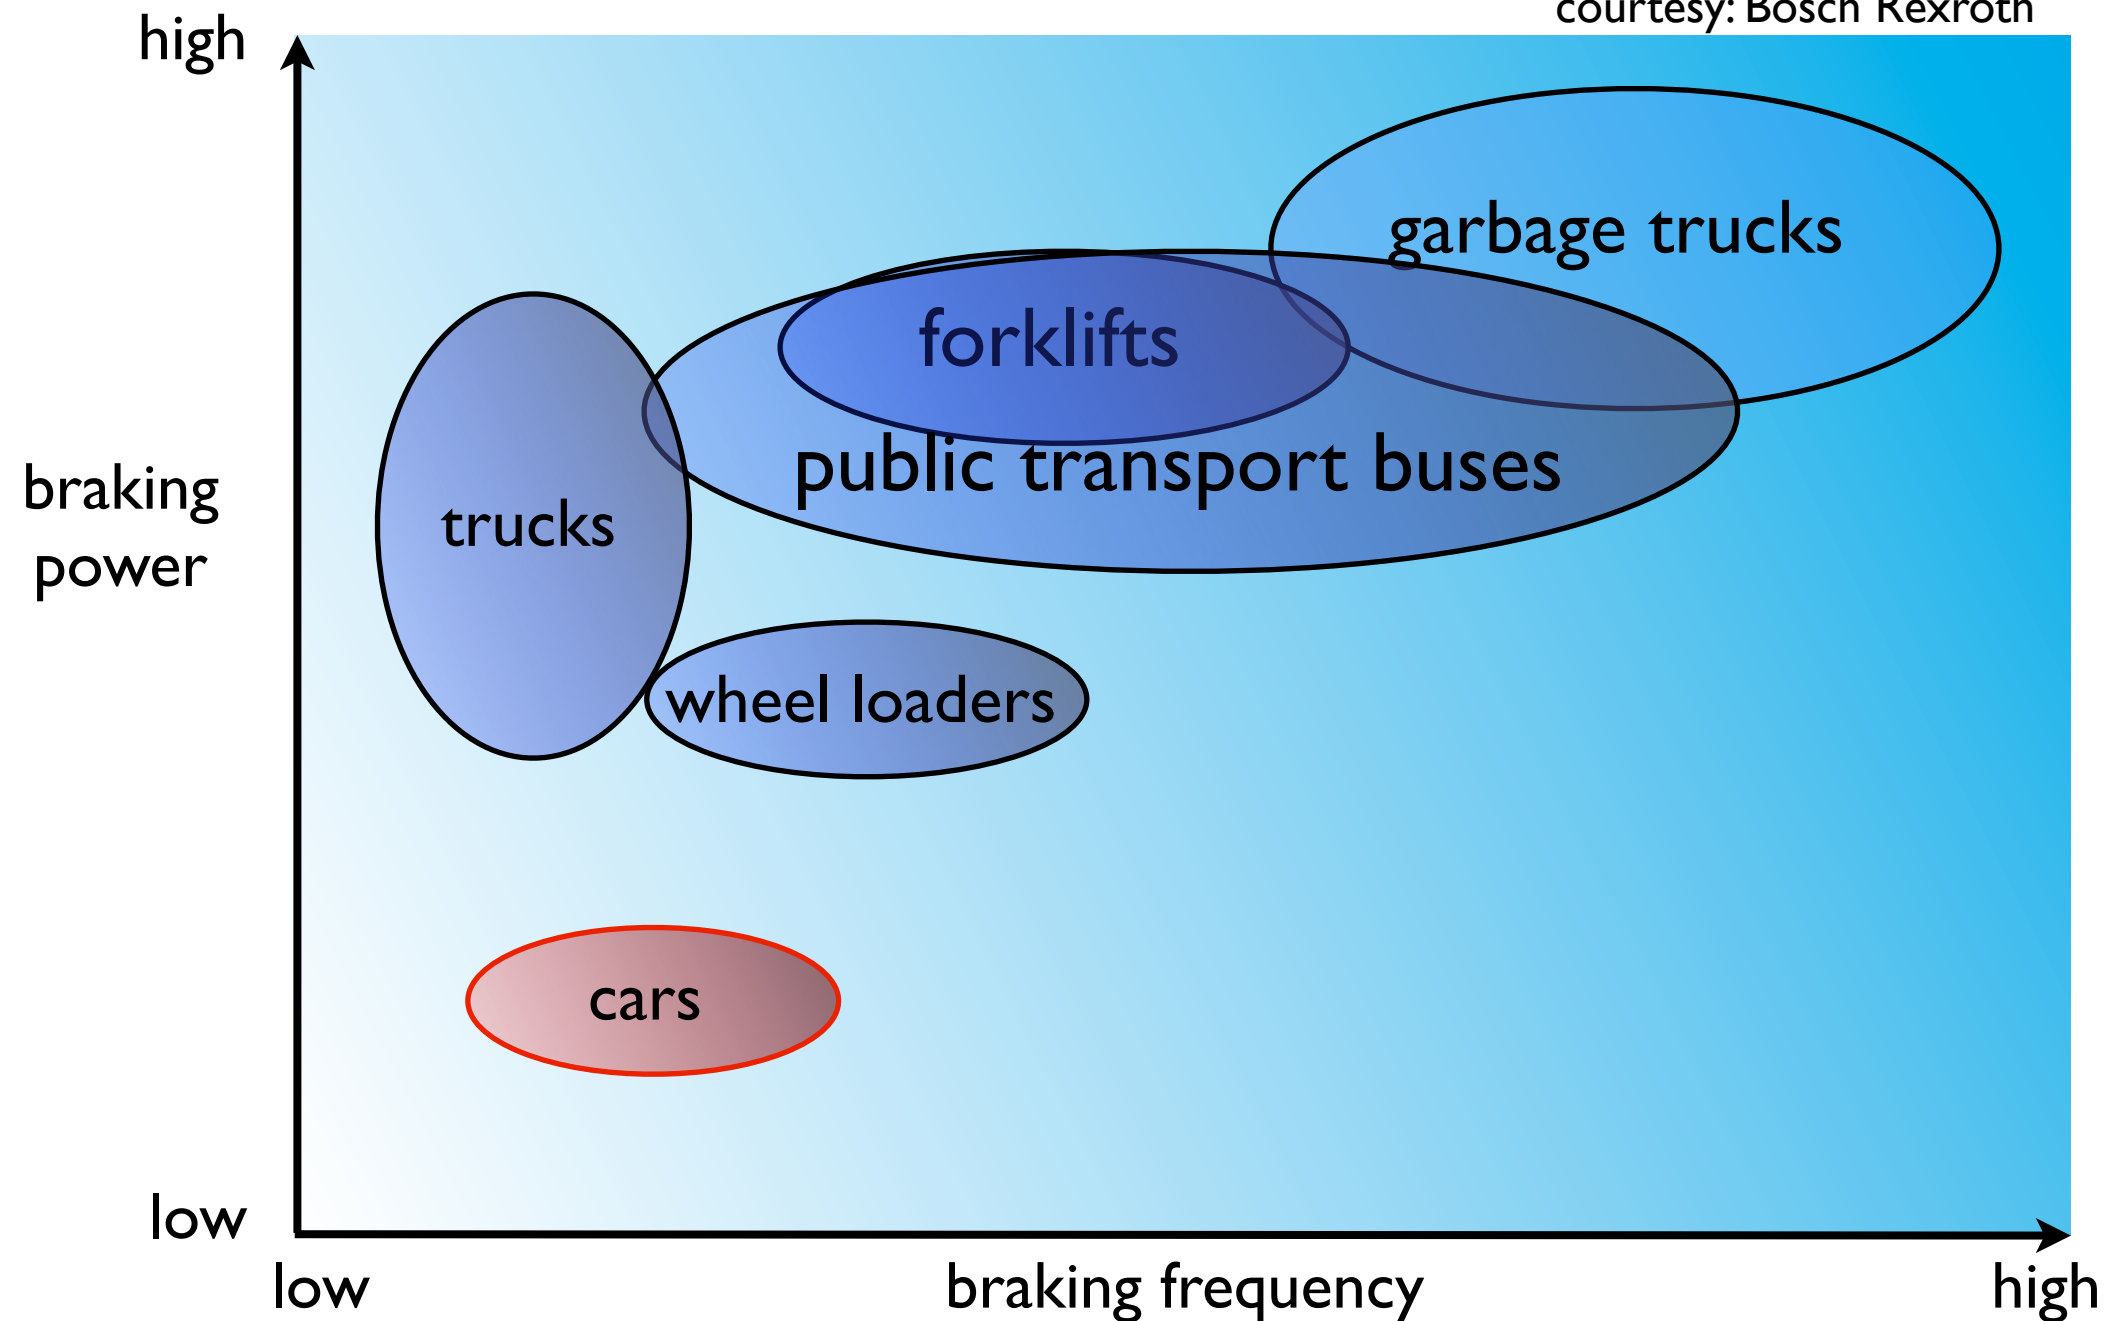 courtesy: Bosch Rexroth
high
garbage trucks
forklifts
public transport buses
braking
power
trucks
wheel loaders
cars
low
low
braking frequency
high